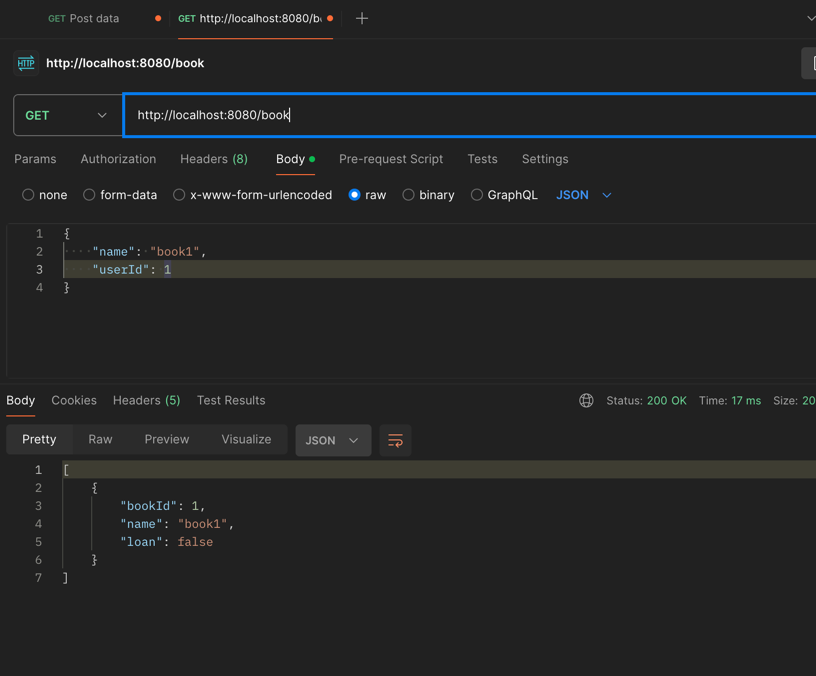 GET Post data
GET http://localhost:8080/b
HTTP http://localhost:8080/book
GET http://localhost:8080/book
Params Authorization Headers (8) Body Pre-request Script Tests Settings
none form-data x-www-form-urlencoded raw binary GraphQL JSON
1 {
2 "name": "book1",
3 "userId": 1
4 }
Body Cookies Headers (5) Test Results Status: 200 OK Time: 17 ms Size: 20
Pretty Raw Preview Visualize JSON
1 [
2 {
3 "bookId": 1,
4 "name": "book1",
5 "loan": false
6 }
7 ]